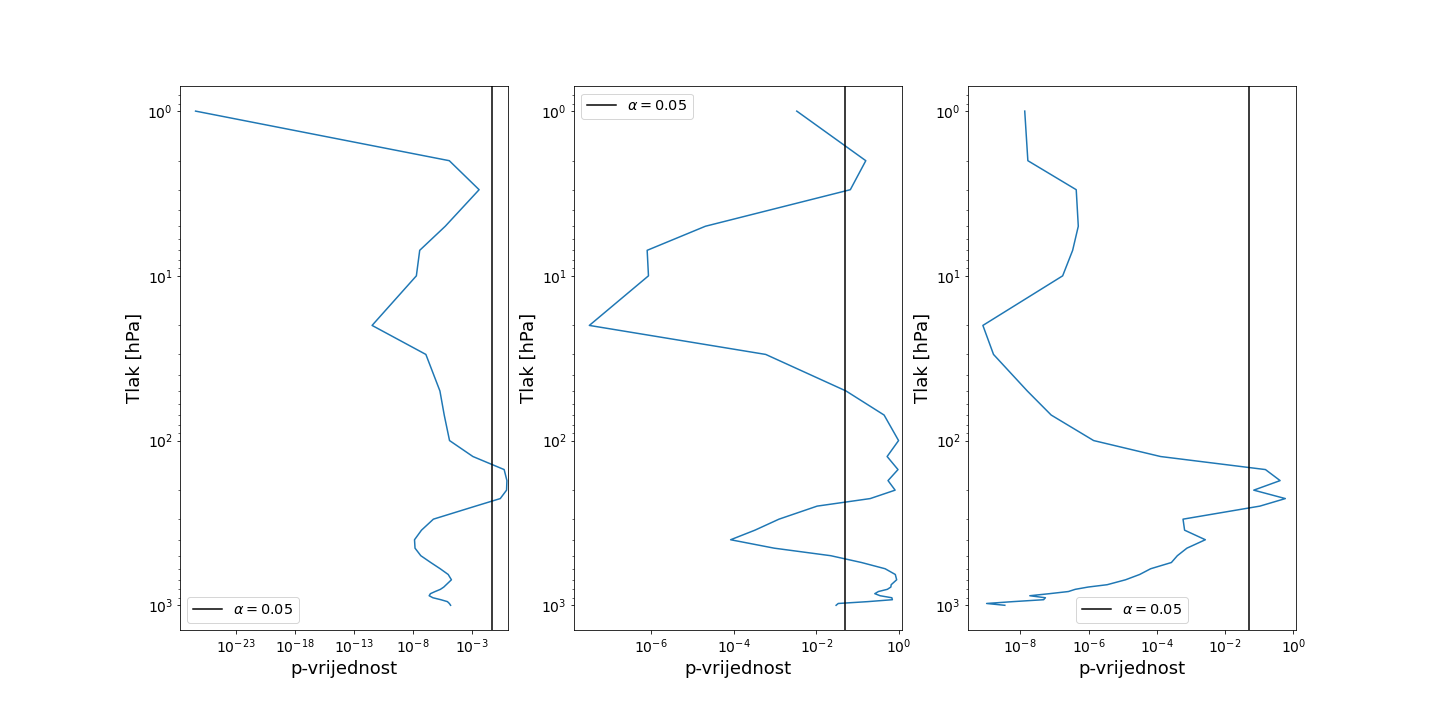 10⁰
10¹
10²
10³
Tlak [hPa]
α = 0.05
10⁻²³ 10⁻¹⁸ 10⁻¹³ 10⁻⁸ 10⁻³
p-vrijednost
α = 0.05
10⁰
10¹
10²
10³
Tlak [hPa]
10⁻⁶ 10⁻⁴ 10⁻² 10⁰
p-vrijednost
10⁰
10¹
10²
10³
Tlak [hPa]
α = 0.05
10⁻⁸ 10⁻⁶ 10⁻⁴ 10⁻² 10⁰
p-vrijednost